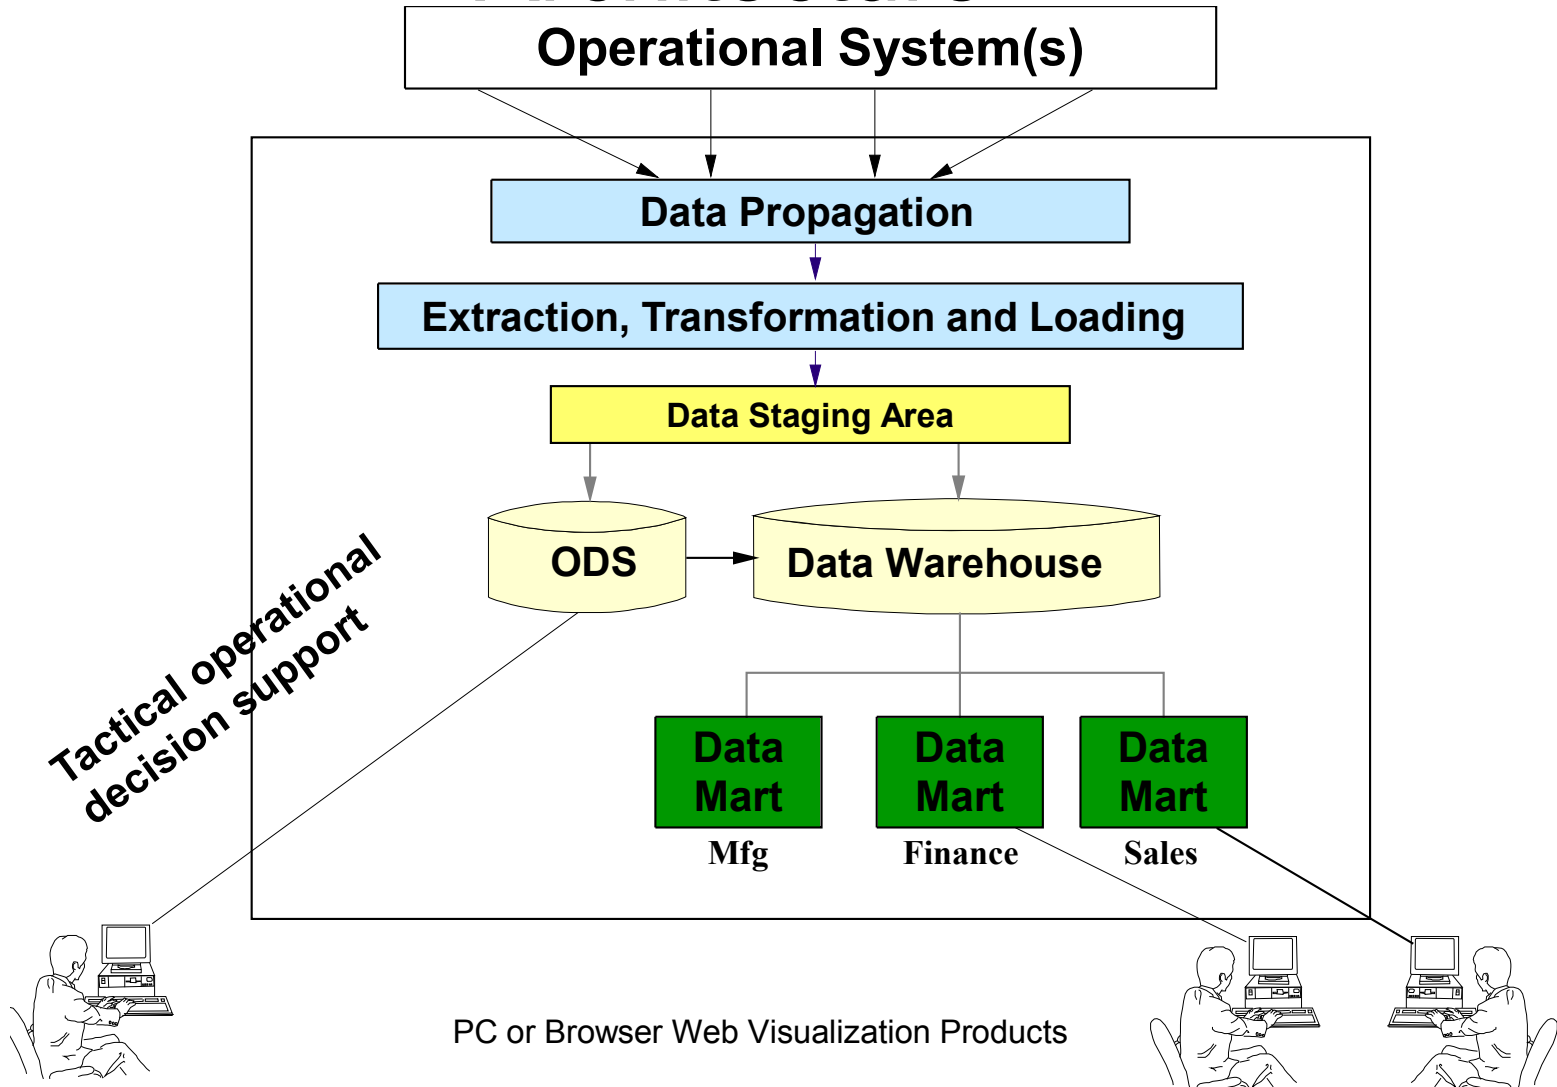 Operational System(s)
Data Propagation
Extraction, Transformation and Loading
Data Staging Area
ODS
Data Warehouse
Tactical operational
decision support
Data
Mart
Mfg
Data
Mart
Finance
Data
Mart
Sales
PC or Browser Web Visualization Products